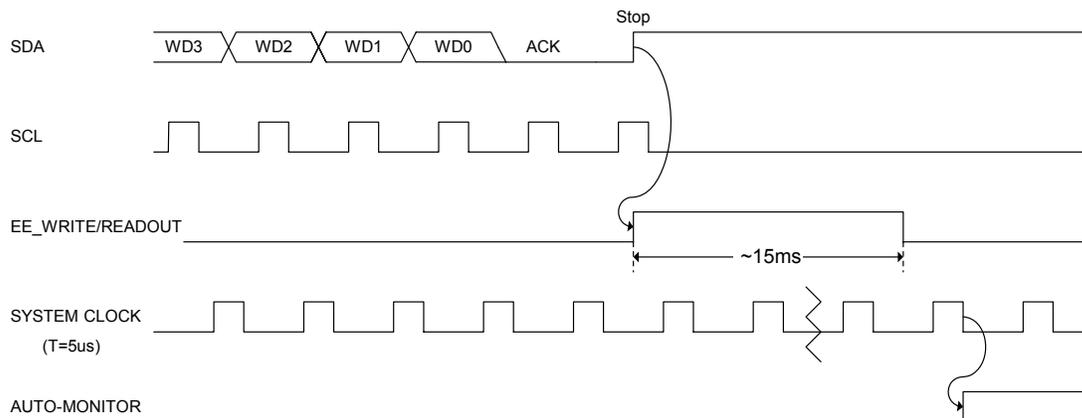 Stop
SDA WD3 WD2 WD1 WD0 ACK
SCL
EE_WRITE/READOUT
~15ms
SYSTEM CLOCK
(T=5us)
AUTO-MONITOR